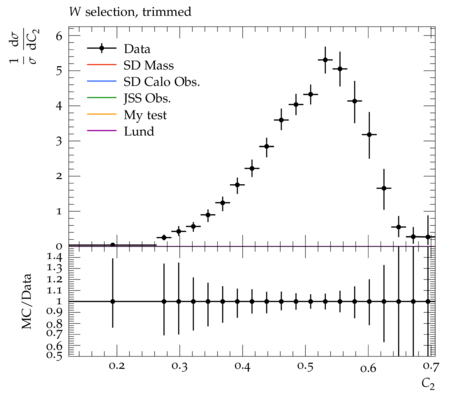 W selection, trimmed
1/σ dσ/dC₂
6
5
4
3
2
1
0
Data
SD Mass
SD Calo Obs.
JSS Obs.
My test
Lund
MC/Data
1.4
1.3
1.2
1.1
1
0.9
0.8
0.7
0.6
0.5
0.2 0.3 0.4 0.5 0.6 0.7
C₂